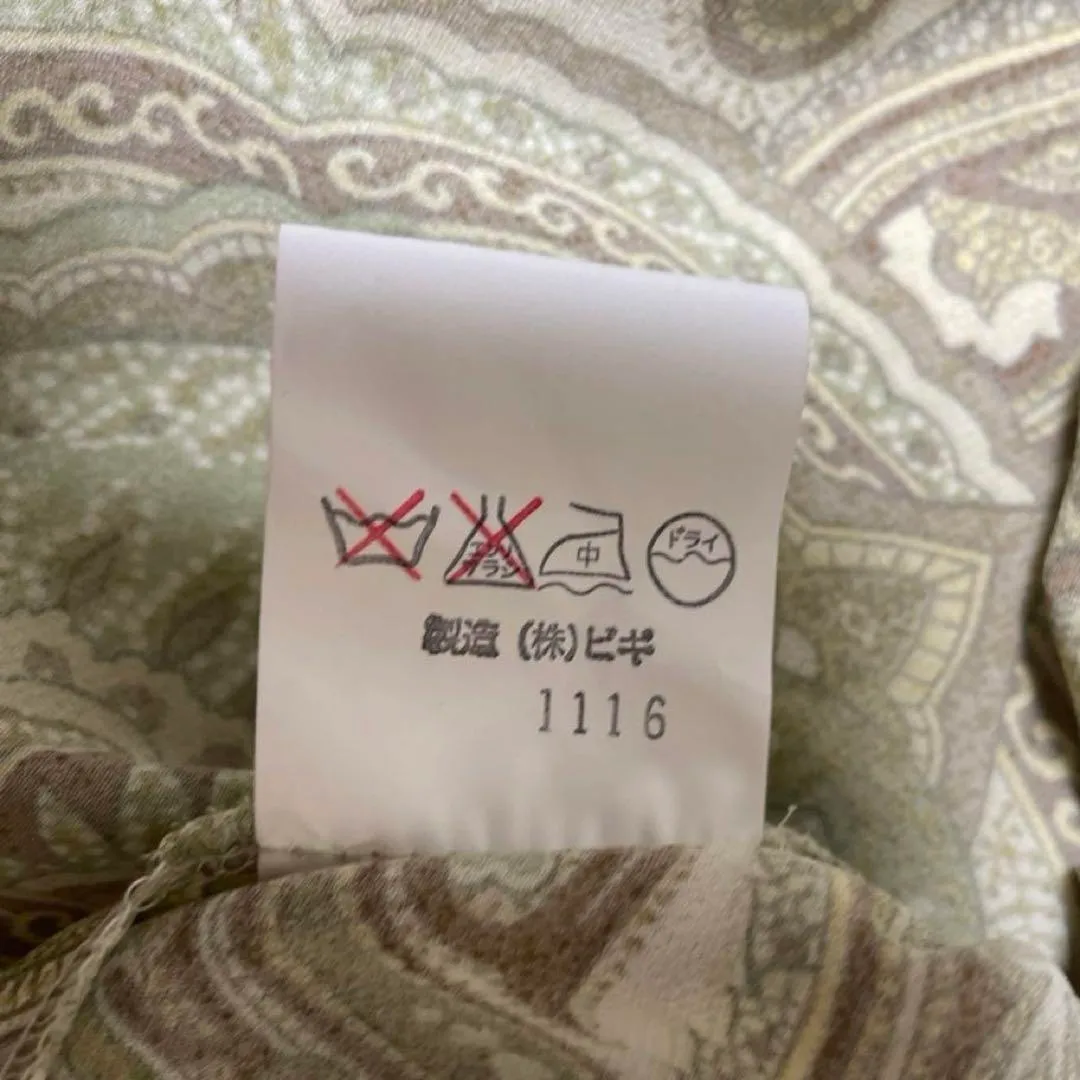 エンソ
サラシ
中
ドライ
製造 (株)ビギ
1116